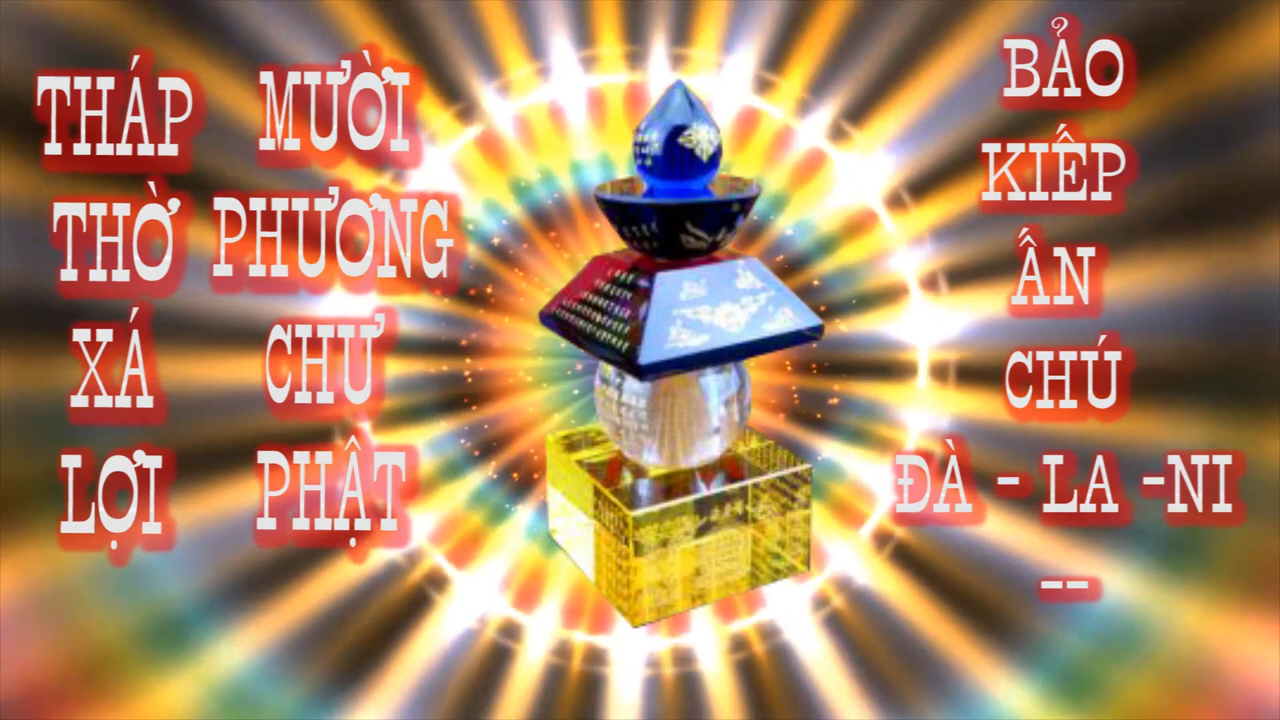 THÁP MƯỜI
THỜ PHƯƠNG
XÁ CHƯ
LỢI PHẬT
BẢO
KIẾP
ẤN
CHÚ
ĐÀ - LA -NI
--